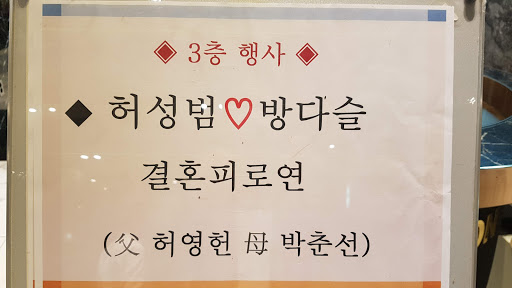 ◈ 3층 행사 ◈
◆ 허성범♡방다슬
결혼피로연
(父 허영헌 母 박춘선)